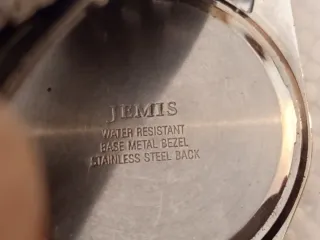 JEMIS
WATER RESISTANT
BASE METAL BEZEL
STAINLESS STEEL BACK